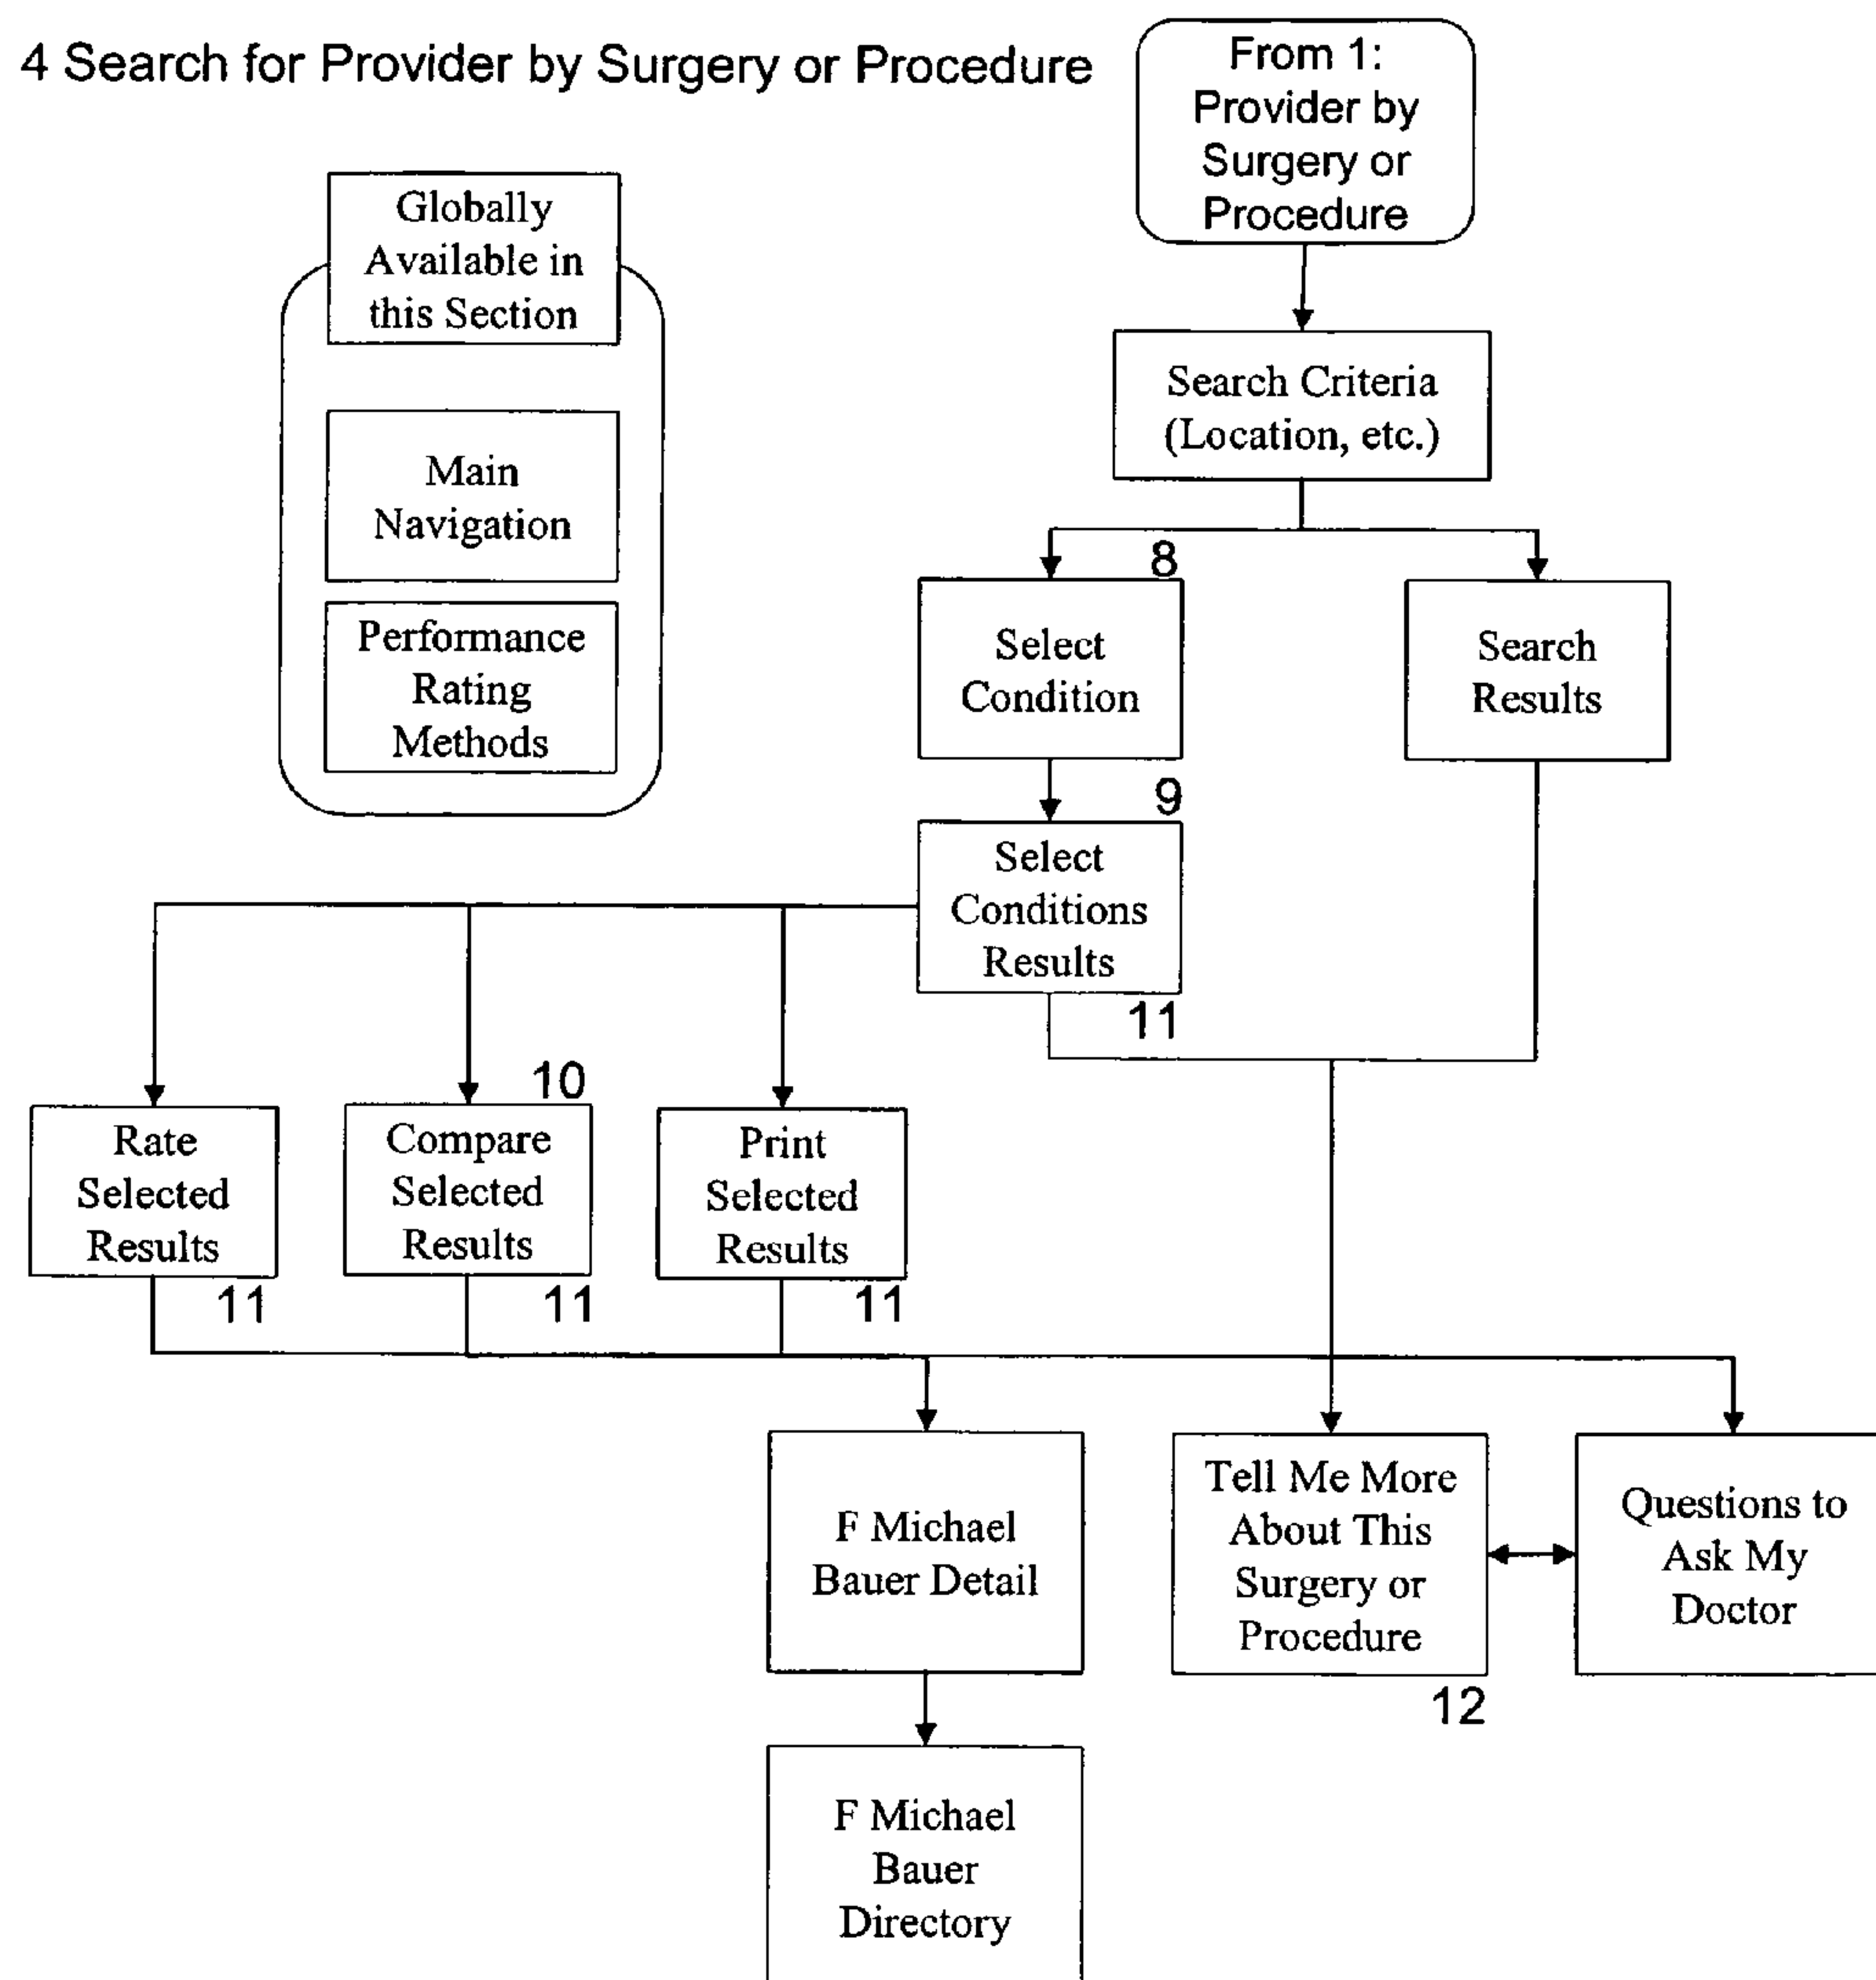 4 Search for Provider by Surgery or Procedure
From 1:
Provider by
Surgery or
Procedure
Globally
Available in
this Section
Main
Navigation
Performance
Rating
Methods
Search Criteria
(Location, etc.)
8
Select
Condition
Search
Results
9
Select
Conditions
Results
11
Rate
Selected
Results
11
10
Compare
Selected
Results
11
Print
Selected
Results
11
F Michael
Bauer Detail
Tell Me More
About This
Surgery or
Procedure
12
Questions to
Ask My
Doctor
F Michael
Bauer
Directory